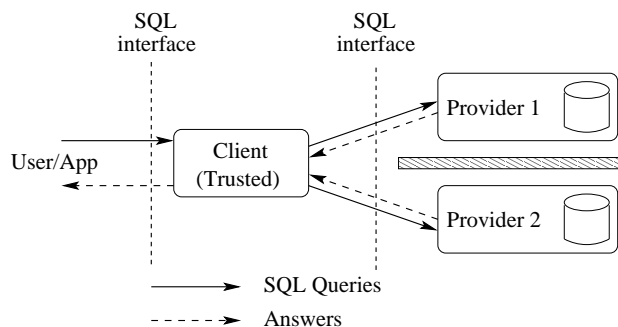 SQL
interface
SQL
interface
Provider 1
User/App
Client
(Trusted)
Provider 2
SQL Queries
Answers